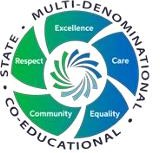 STATE • MULTI-DENOMINATIONAL • CO-EDUCATIONAL •
Excellence
Respect
Care
Community
Equality